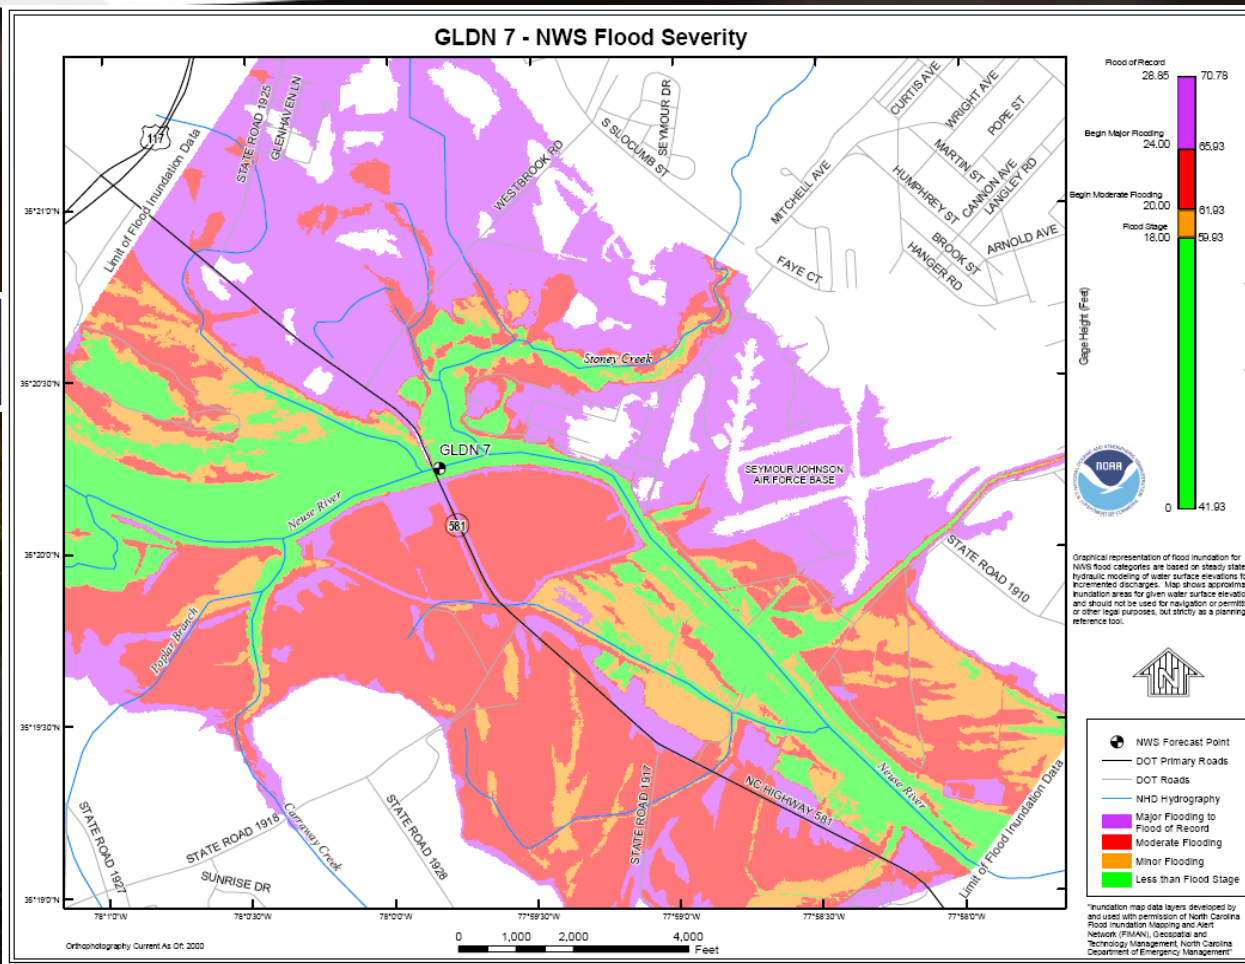 GLDN 7 - NWS Flood Severity
117
Limit of Flood Inundation Data
STATE ROAD 1925
GLENHAVEN LN
WESTBROOK RD
S SLOCUMB ST
SEYMOUR DR
MITCHELL AVE
FAYE CT
CURTIS AVE
WRIGHT AVE
POPE ST
MARTIN ST
CANNON AVE
LANGLEY RD
HUMPHREY ST
BROOK ST
HANGER RD
ARNOLD AVE
Stoney Creek
GLDN 7
SEYMOUR JOHNSON
AIR FORCE BASE
Neuse River
581
STATE ROAD 1910
Poplar Branch
Neuse River
NC HIGHWAY 581
STATE ROAD 1917
Limit of Flood Inundation Data
STATE ROAD 1927
STATE ROAD 1918
SUNRISE DR
Carraway Creek
STATE ROAD 1928
35°21'0"N
35°20'30"N
35°20'0"N
35°19'30"N
35°19'0"N
78°1'0"W
78°0'30"W
78°0'0"W
77°59'30"W
77°59'0"W
77°58'30"W
77°58'0"W
Orthophotography Current As Of: 2000
0 1,000 2,000 4,000
Feet
Flood of Record
28.85 70.78
Begin Major Flooding
24.00 65.93
Begin Moderate Flooding
20.00 61.93
Flood Stage
18.00 59.93
Gage Height (Feet)
0 41.93
NOAA
Graphical representation of flood inundation for
NWS flood categories are based on steady state
hydraulic modeling of water surface elevations
incremented discharges. Map shows
inundation areas for given water surface
and should not be used for navigation or
or other legal purposes, but strictly as a planning
reference tool.
N
NWS Forecast Point
DOT Primary Roads
DOT Roads
NHD Hydrography
Major Flooding to
Flood of Record
Moderate Flooding
Minor Flooding
Less than Flood Stage
"Inundation map data layers developed by
and used with permission of North Carolina
Flood Inundation Mapping and Alert
Network (FIMAN), Geospatial and
Technology Management, North Carolina
Department of Emergency Management"